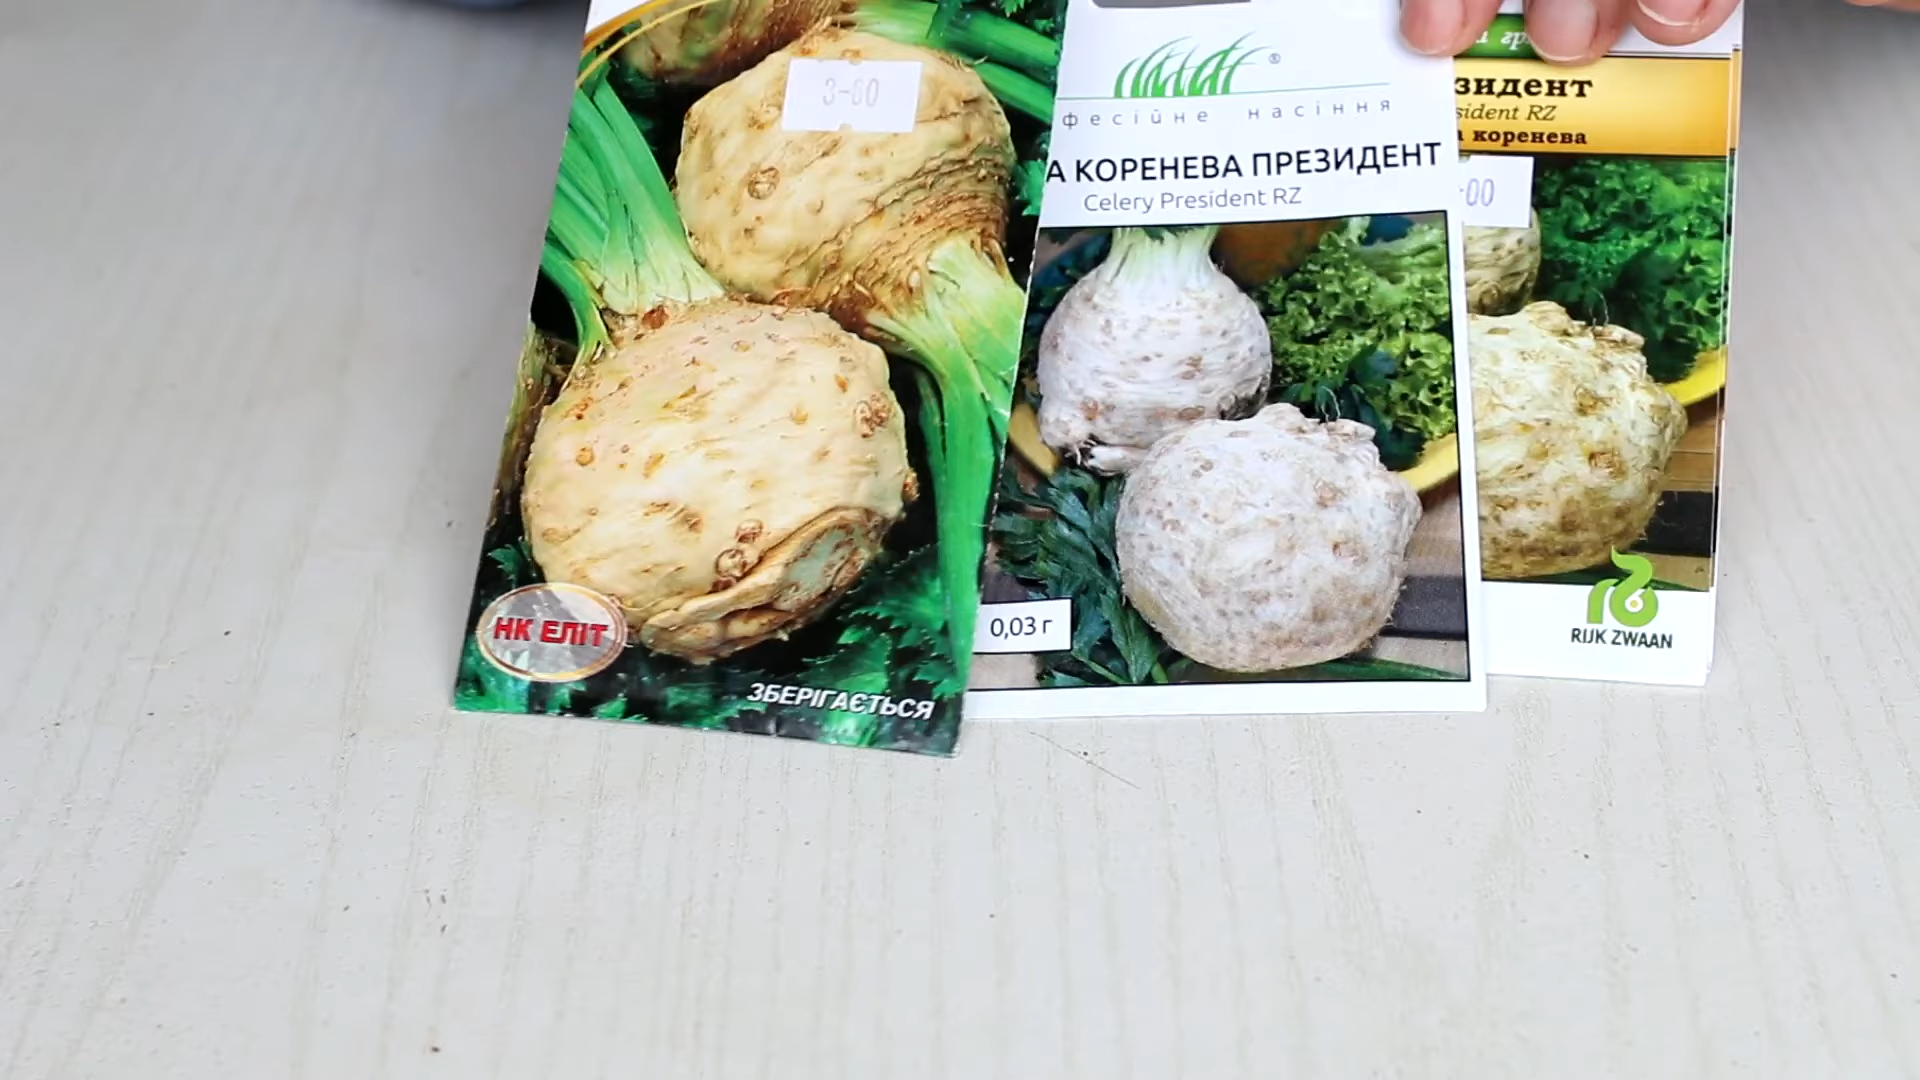 3-60
НК ЕЛІТ
ЗБЕРІГАЄТЬСЯ
®
фесійне насіння
А КОРЕНЕВА ПРЕЗИДЕНТ
Celery President RZ
0,03 г
зидент
sident RZ
а коренева
-00
RIJK ZWAAN